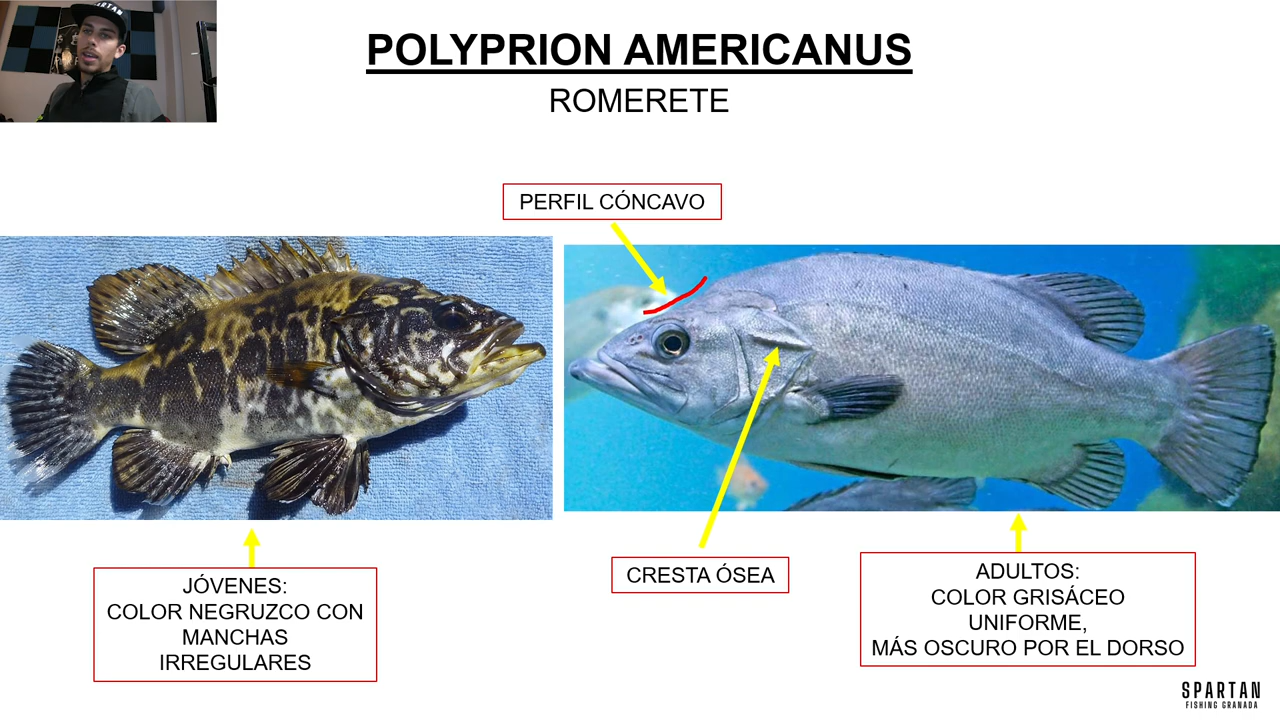 SPARTAN
POLYPRION AMERICANUS
ROMERETE
PERFIL CÓNCAVO
CRESTA ÓSEA
JÓVENES:
COLOR NEGRUZCO CON
MANCHAS
IRREGULARES
ADULTOS:
COLOR GRISÁCEO
UNIFORME,
MÁS OSCURO POR EL DORSO
SPARTAN
FISHING GRANADA